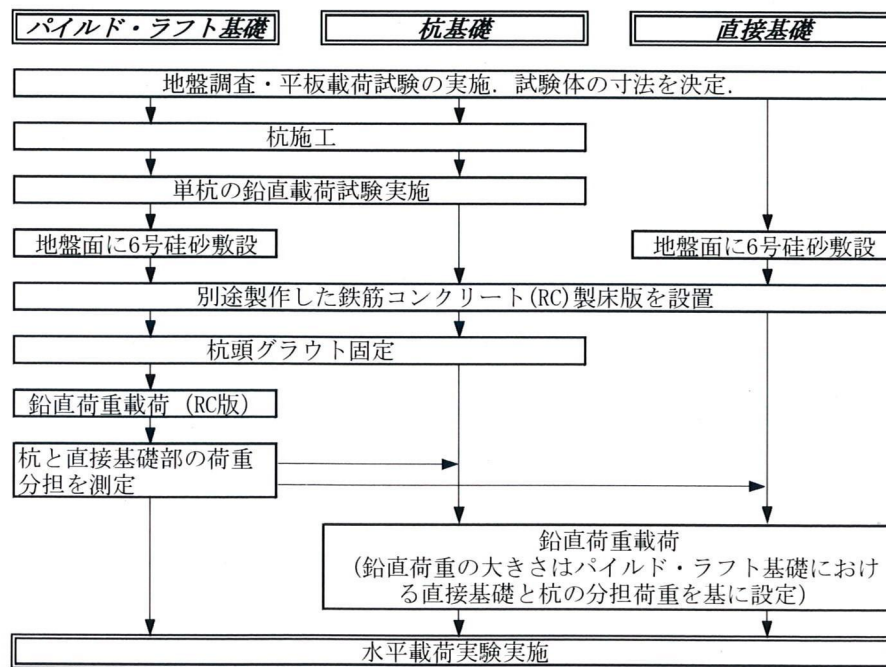 パイルド・ラフト基礎
杭基礎
直接基礎
地盤調査・平板載荷試験の実施. 試験体の寸法を決定.
杭施工
単杭の鉛直載荷試験実施
地盤面に6号硅砂敷設
地盤面に6号硅砂敷設
別途製作した鉄筋コンクリート(RC)製床版を設置
杭頭グラウト固定
鉛直荷重載荷 (RC版)
杭と直接基礎部の荷重
分担を測定
鉛直荷重載荷
(鉛直荷重の大きさはパイルド・ラフト基礎におけ
る直接基礎と杭の分担荷重を基に設定)
水平載荷実験実施